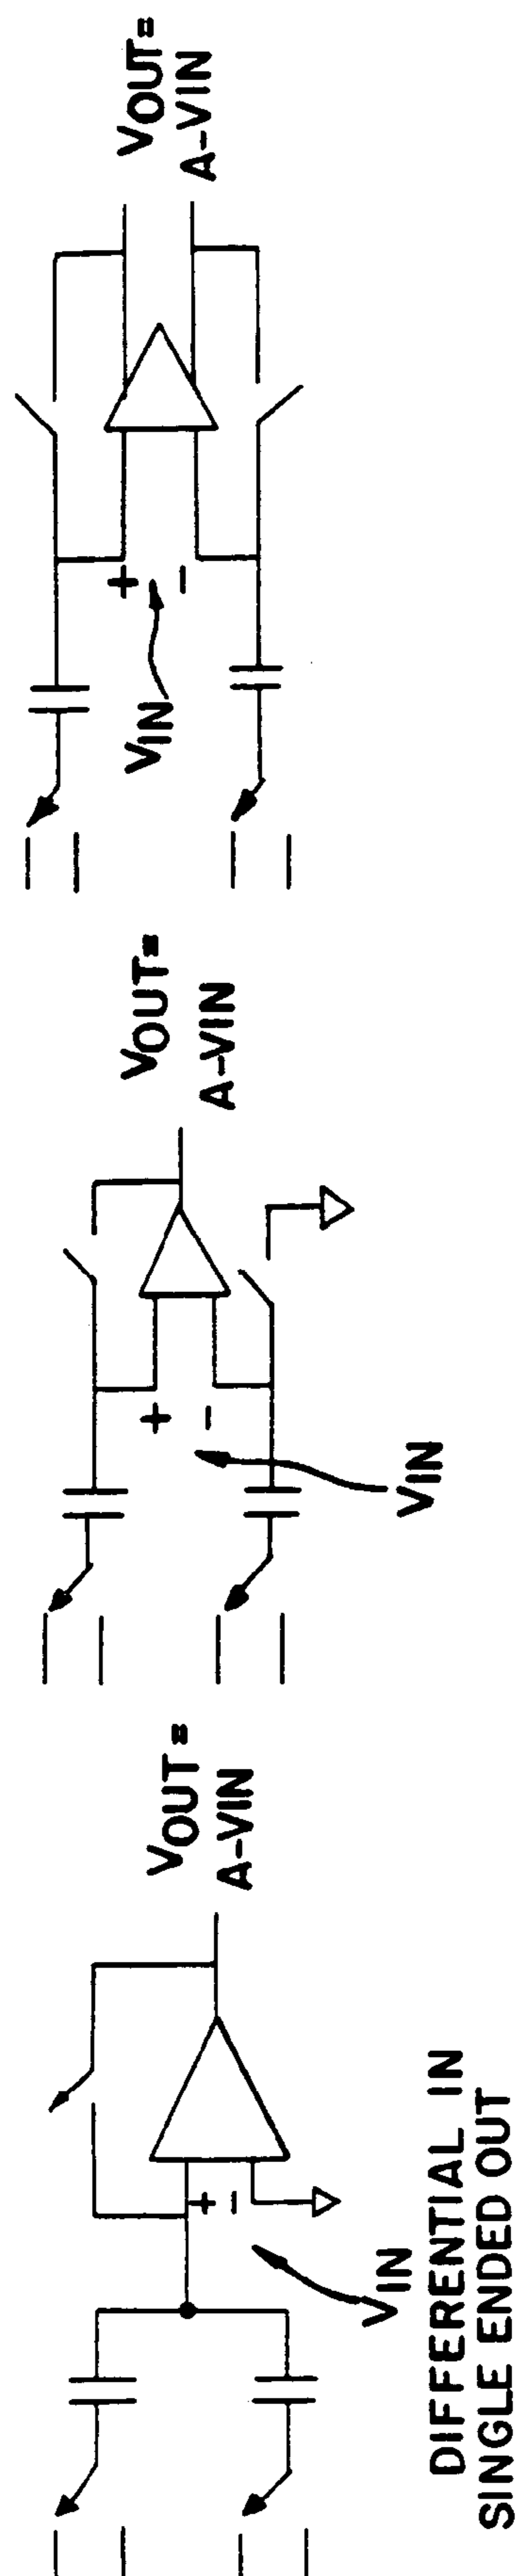 VOUT=
A-VIN
+
-
VIN
DIFFERENTIAL IN
SINGLE ENDED OUT
VOUT=
A-VIN
+
-
VIN
VOUT=
A-VIN
+
-
VIN